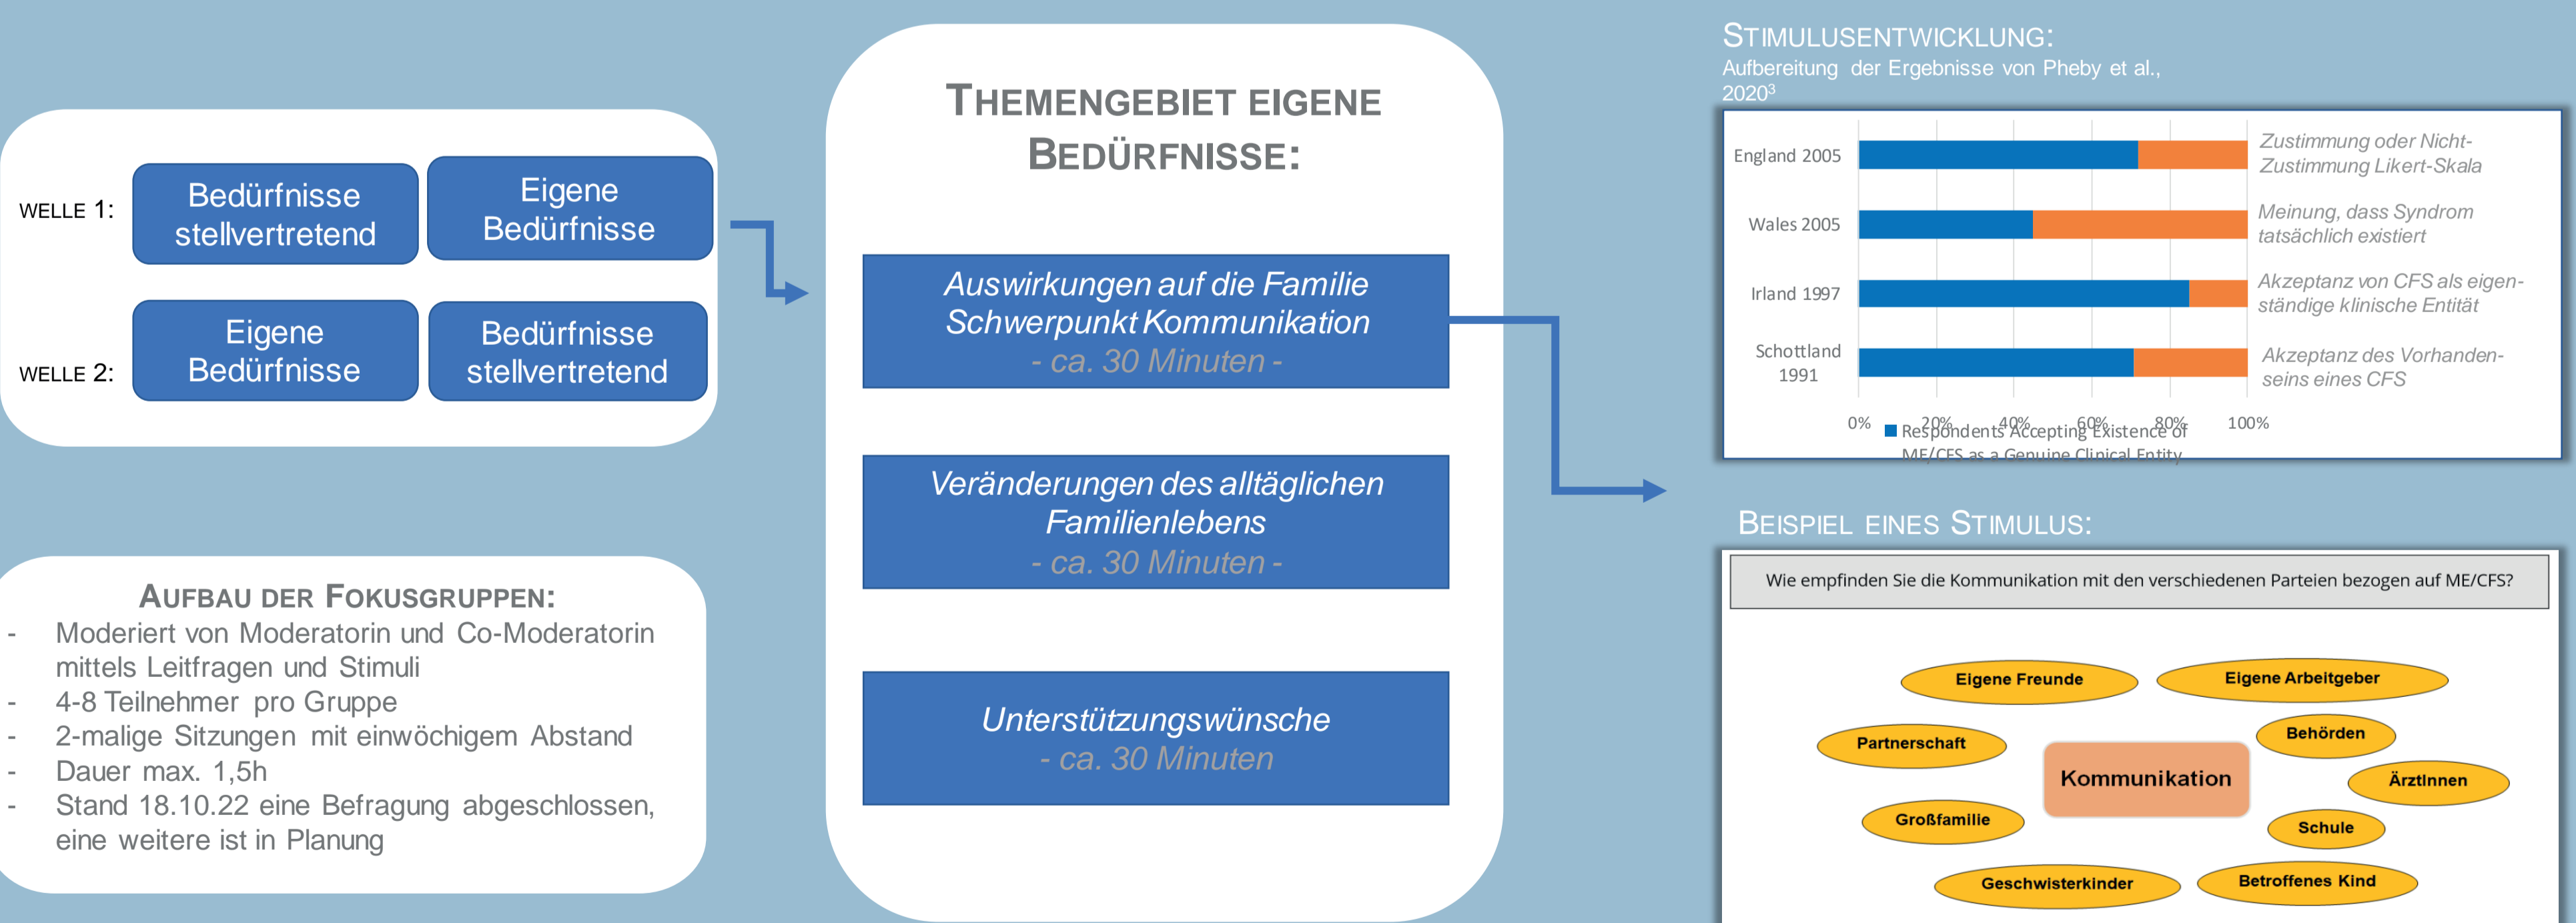 WELLE 1:
Bedürfnisse
stellvertretend
Eigene
Bedürfnisse
WELLE 2:
Eigene
Bedürfnisse
Bedürfnisse
stellvertretend
AUFBAU DER FOKUSGRUPPEN:
- Moderiert von Moderatorin und Co-Moderatorin
mittels Leitfragen und Stimuli
- 4-8 Teilnehmer pro Gruppe
- 2-malige Sitzungen mit einwöchigem Abstand
- Dauer max. 1,5h
- Stand 18.10.22 eine Befragung abgeschlossen,
eine weitere ist in Planung
THEMENGEBIET EIGENE
BEDÜRFNISSE:
Auswirkungen auf die Familie
Schwerpunkt Kommunikation
- ca. 30 Minuten -
Veränderungen des alltäglichen
Familienlebens
- ca. 30 Minuten -
Unterstützungswünsche
- ca. 30 Minuten
STIMULUSENTWICKLUNG:
Aufbereitung der Ergebnisse von Pheby et al.,
2020³
England 2005
Zustimmung oder Nicht-
Zustimmung Likert-Skala
Wales 2005
Meinung, dass Syndrom
tatsächlich existiert
Irland 1997
Akzeptanz von CFS als eigen-
ständige klinische Entität
Schottland
1991
Akzeptanz des Vorhanden-
seins eines CFS
0% 20% 40% 60% 80% 100%
Respondents Accepting Existence of
ME/CFS as a Genuine Clinical Entity
BEISPIEL EINES STIMULUS:
Wie empfinden Sie die Kommunikation mit den verschiedenen Parteien bezogen auf ME/CFS?
Eigene Freunde
Eigene Arbeitgeber
Partnerschaft
Behörden
Kommunikation
ÄrztInnen
Großfamilie
Schule
Geschwisterkinder
Betroffenes Kind